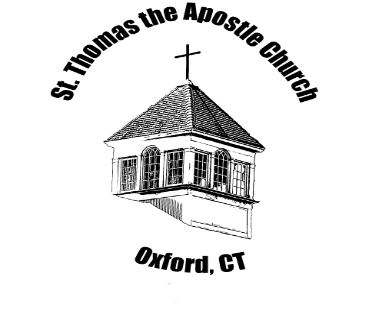 St. Thomas the Apostle Church
Oxford, CT